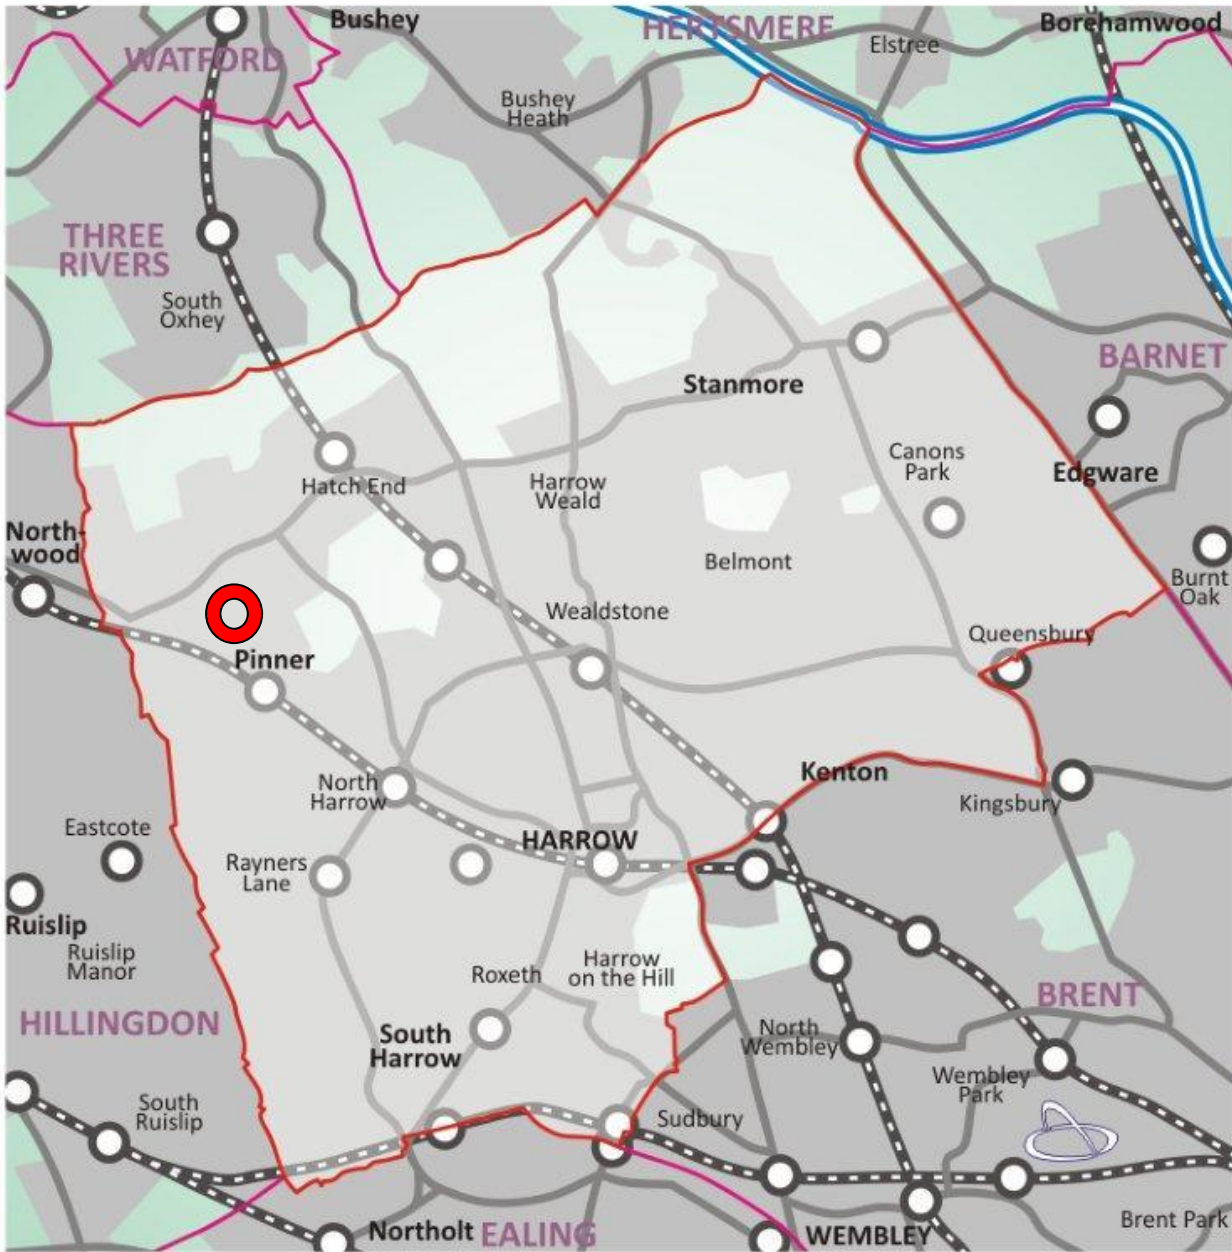 Bushey
HERTSMERE
Borehamwood
Elstree
WATFORD
Bushey
Heath
THREE
RIVERS
South
Oxhey
BARNET
Stanmore
Canons
Park
Edgware
Hatch End
Harrow
Weald
North-
wood
Belmont
Burnt
Oak
Wealdstone
Queensbury
Pinner
Kenton
North
Harrow
Kingsbury
Eastcote
HARROW
Rayners
Lane
Ruislip
Ruislip
Manor
Roxeth
Harrow
on the Hill
BRENT
HILLINGDON
South
Harrow
North
Wembley
Wembley
Park
South
Ruislip
Sudbury
Northolt
EALING
WEMBLEY
Brent Park